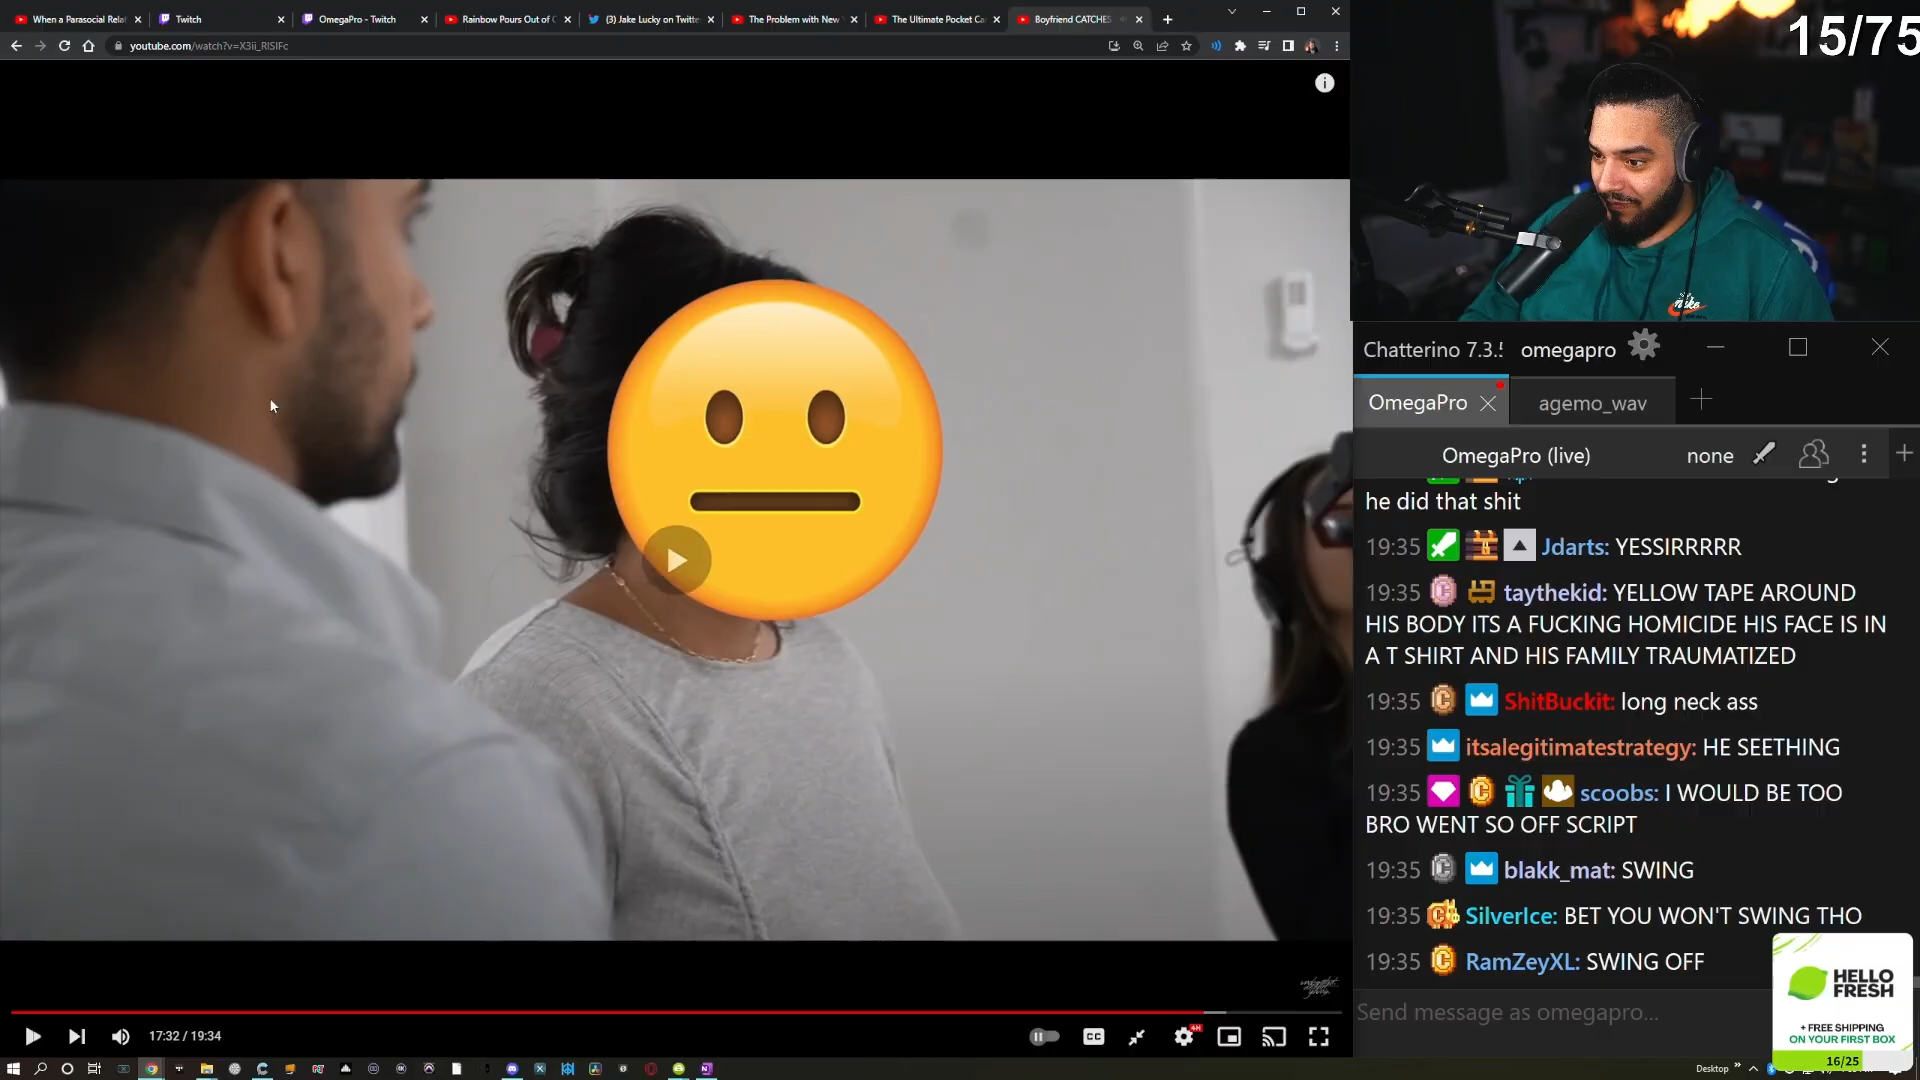 When a Parasocial Rela
Twitch
OmegaPro - Twitch
Rainbow Pours Out of
(3) Jake Lucky on Twitte
The Problem with New
The Ultimate Pocket Ca
Boyfriend CATCHES
youtube.com/watch?v=X3ii_RlSlFc
15/75
nike
Chatterino 7.3.5
omegapro
OmegaPro
agemo_wav
OmegaPro (live)
none
he did that shit
19:35 Jdarts: YESSIRRRRR
19:35 taythekid: YELLOW TAPE AROUND
HIS BODY ITS A FUCKING HOMICIDE HIS FACE IS IN
A T SHIRT AND HIS FAMILY TRAUMATIZED
19:35 ShitBuckit: long neck ass
19:35 itsalegitimatestrategy: HE SEETHING
19:35 scoobs: I WOULD BE TOO
BRO WENT SO OFF SCRIPT
19:35 blakk_mat: SWING
19:35 SilverIce: BET YOU WON'T SWING THO
19:35 RamZeyXL: SWING OFF
Send message as omegapro...
HELLO
FRESH
+ FREE SHIPPING
ON YOUR FIRST BOX
16/25
17:32 / 19:34
CC
4K
Desktop